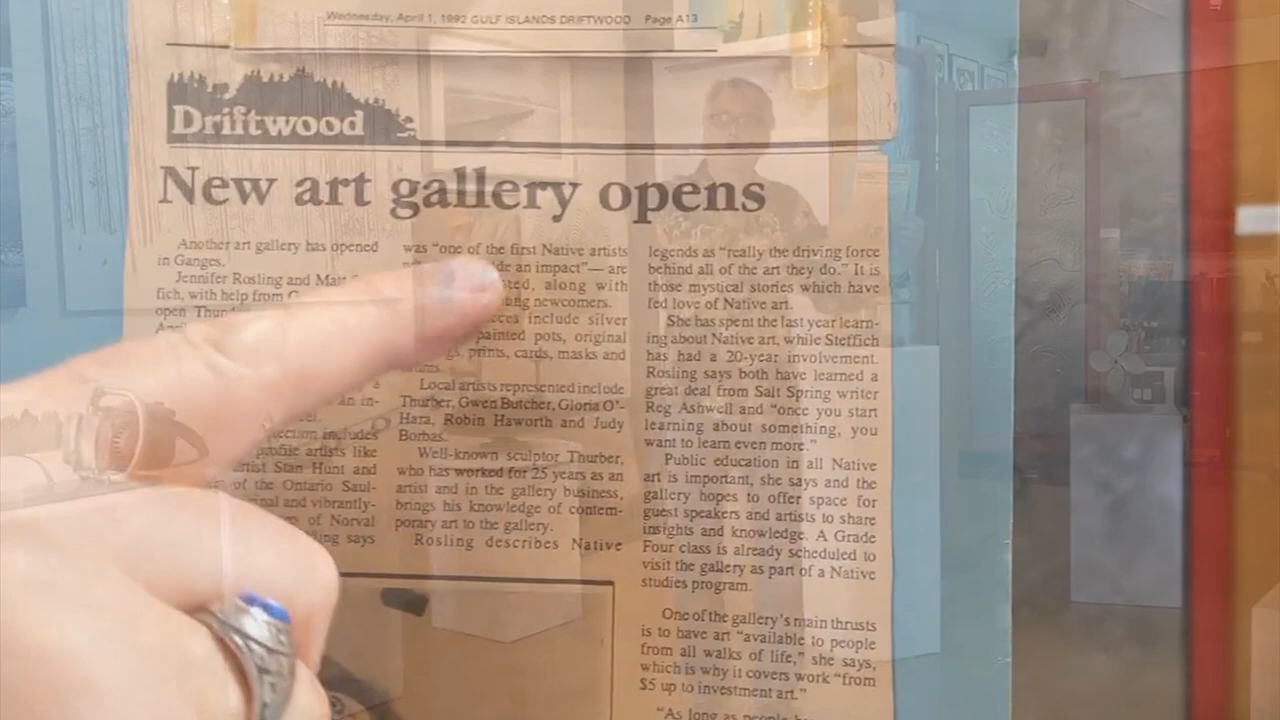 Wednesday, April 1, 1992 GULF ISLANDS DRIFTWOOD Page A13
Driftwood
New art gallery opens
Another art gallery has opened
in Ganges.
Jennifer Rosling and
fich, with help from
open
an in-
includes
profile artists like
Stan Hunt and
of the Ontario Saul-
and vibrantly-
of Norval
says
was "one of the first Native artists
an impact"— are
along with
newcomers.
include silver
painted pots, original
prints, cards, masks and
Local artists represented include
Thurber, Gwen Butcher, Gloria O'-
Hara, Robin Haworth and Judy
Borbas.
Well-known sculptor Thurber,
who has worked for 25 years as an
artist and in the gallery business,
brings his knowledge of contem-
porary art to the gallery.
Rosling describes Native
legends as "really the driving force
behind all of the art they do." It is
those mystical stories which have
fed love of Native art.
She has spent the last year learn-
ing about Native art, while Steffich
has had a 20-year involvement.
Rosling says both have learned a
great deal from Salt Spring writer
Reg Ashwell and "once you start
learning about something, you
want to learn even more."
Public education in all Native
art is important, she says and the
gallery hopes to offer space for
guest speakers and artists to share
insights and knowledge. A Grade
Four class is already scheduled to
visit the gallery as part of a Native
studies program.
One of the gallery's main thrusts
is to have art "available to people
from all walks of life," she says,
which is why it covers work "from
$5 up to investment art."
"As long as people